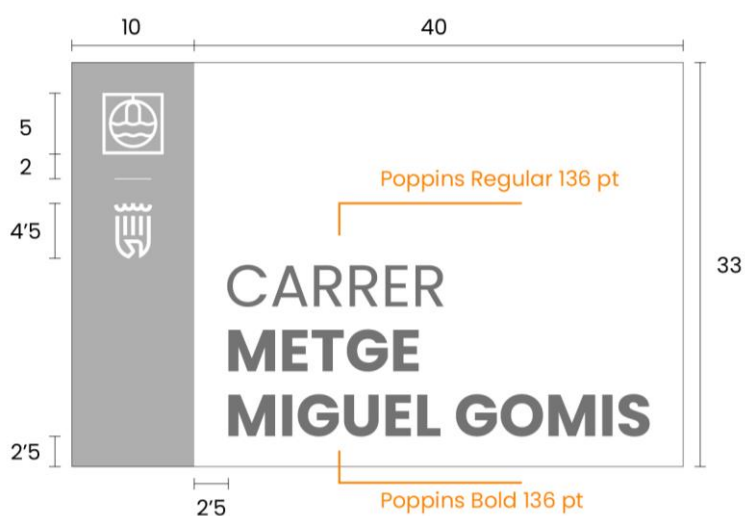 10
40
5
2
4'5
2'5
33
Poppins Regular 136 pt
CARRER
METGE
MIGUEL GOMIS
2'5
Poppins Bold 136 pt